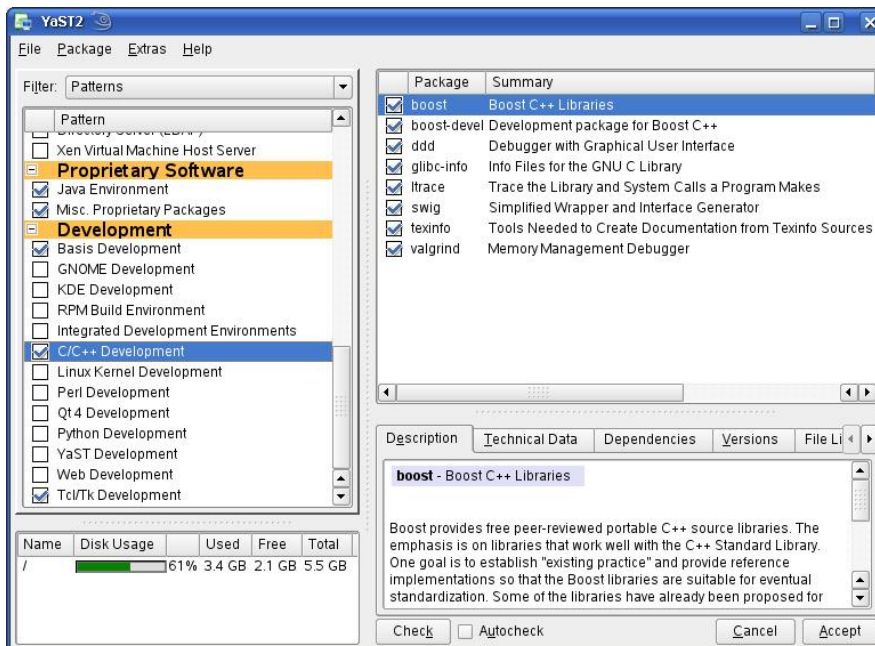 YaST2
File Package Extras Help
Filter: Patterns
Pattern
Directory Server (LDAP)
Xen Virtual Machine Host Server
Proprietary Software
Java Environment
Misc. Proprietary Packages
Development
Basis Development
GNOME Development
KDE Development
RPM Build Environment
Integrated Development Environments
C/C++ Development
Linux Kernel Development
Perl Development
Qt 4 Development
Python Development
YaST Development
Web Development
Tcl/Tk Development
Name Disk Usage Used Free Total
/ 61% 3.4 GB 2.1 GB 5.5 GB
Package Summary
boost Boost C++ Libraries
boost-devel Development package for Boost C++
ddd Debugger with Graphical User Interface
glibc-info Info Files for the GNU C Library
ltrace Trace the Library and System Calls a Program Makes
swig Simplified Wrapper and Interface Generator
texinfo Tools Needed to Create Documentation from Texinfo Sources
valgrind Memory Management Debugger
Description Technical Data Dependencies Versions File Li
boost - Boost C++ Libraries
Boost provides free peer-reviewed portable C++ source libraries. The
emphasis is on libraries that work well with the C++ Standard Library.
One goal is to establish "existing practice" and provide reference
implementations so that the Boost libraries are suitable for eventual
standardization. Some of the libraries have already been proposed for
Check Autocheck Cancel Accept